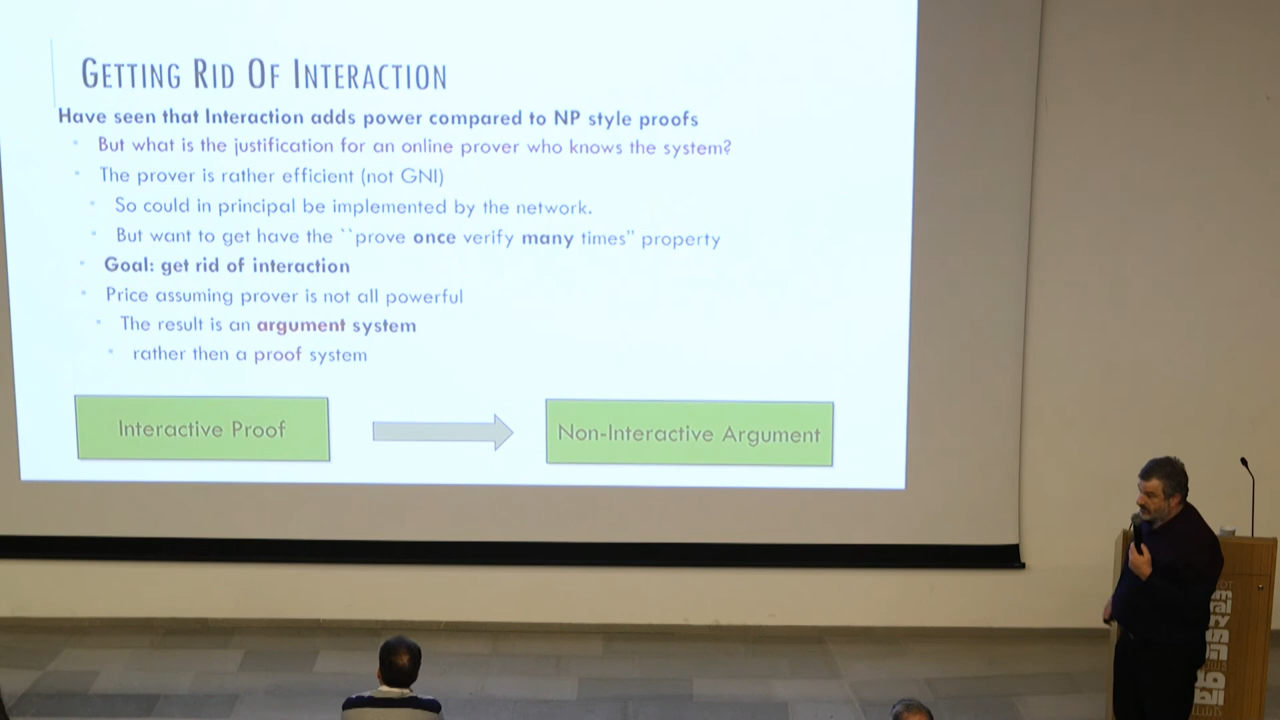 GETTING RID OF INTERACTION
Have seen that Interaction adds power compared to NP style proofs
But what is the justification for an online prover who knows the system?
The prover is rather efficient (not GNI)
So could in principal be implemented by the network.
But want to get have the ``prove once verify many times" property
Goal: get rid of interaction
Price assuming prover is not all powerful
The result is an argument system
rather then a proof system
Interactive Proof
Non-Interactive Argument